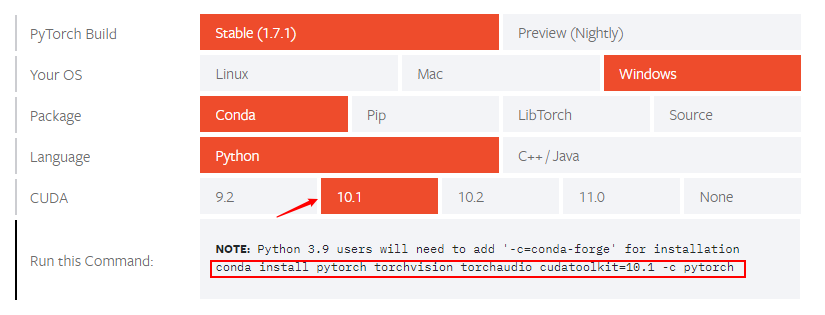 PyTorch Build Stable (1.7.1) Preview (Nightly)
Your OS Linux Mac Windows
Package Conda Pip LibTorch Source
Language Python C++ / Java
CUDA 9.2 10.1 10.2 11.0 None
NOTE: Python 3.9 users will need to add '-c=conda-forge' for installation
Run this Command:
conda install pytorch torchvision torchaudio cudatoolkit=10.1 -c pytorch